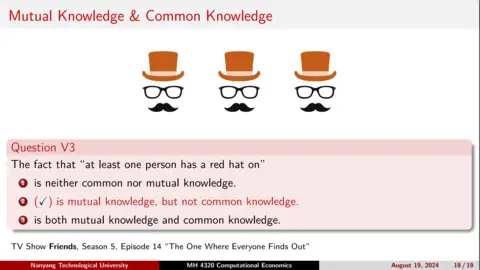 Mutual Knowledge & Common Knowledge
Question V3
The fact that “at least one person has a red hat on”
1 is neither common nor mutual knowledge.
2 (✓) is mutual knowledge, but not common knowledge.
3 is both mutual knowledge and common knowledge.
TV Show Friends, Season 5, Episode 14 “The One Where Everyone Finds Out”
Nanyang Technological University MH 4320 Computational Economics August 19, 2024 18 / 19